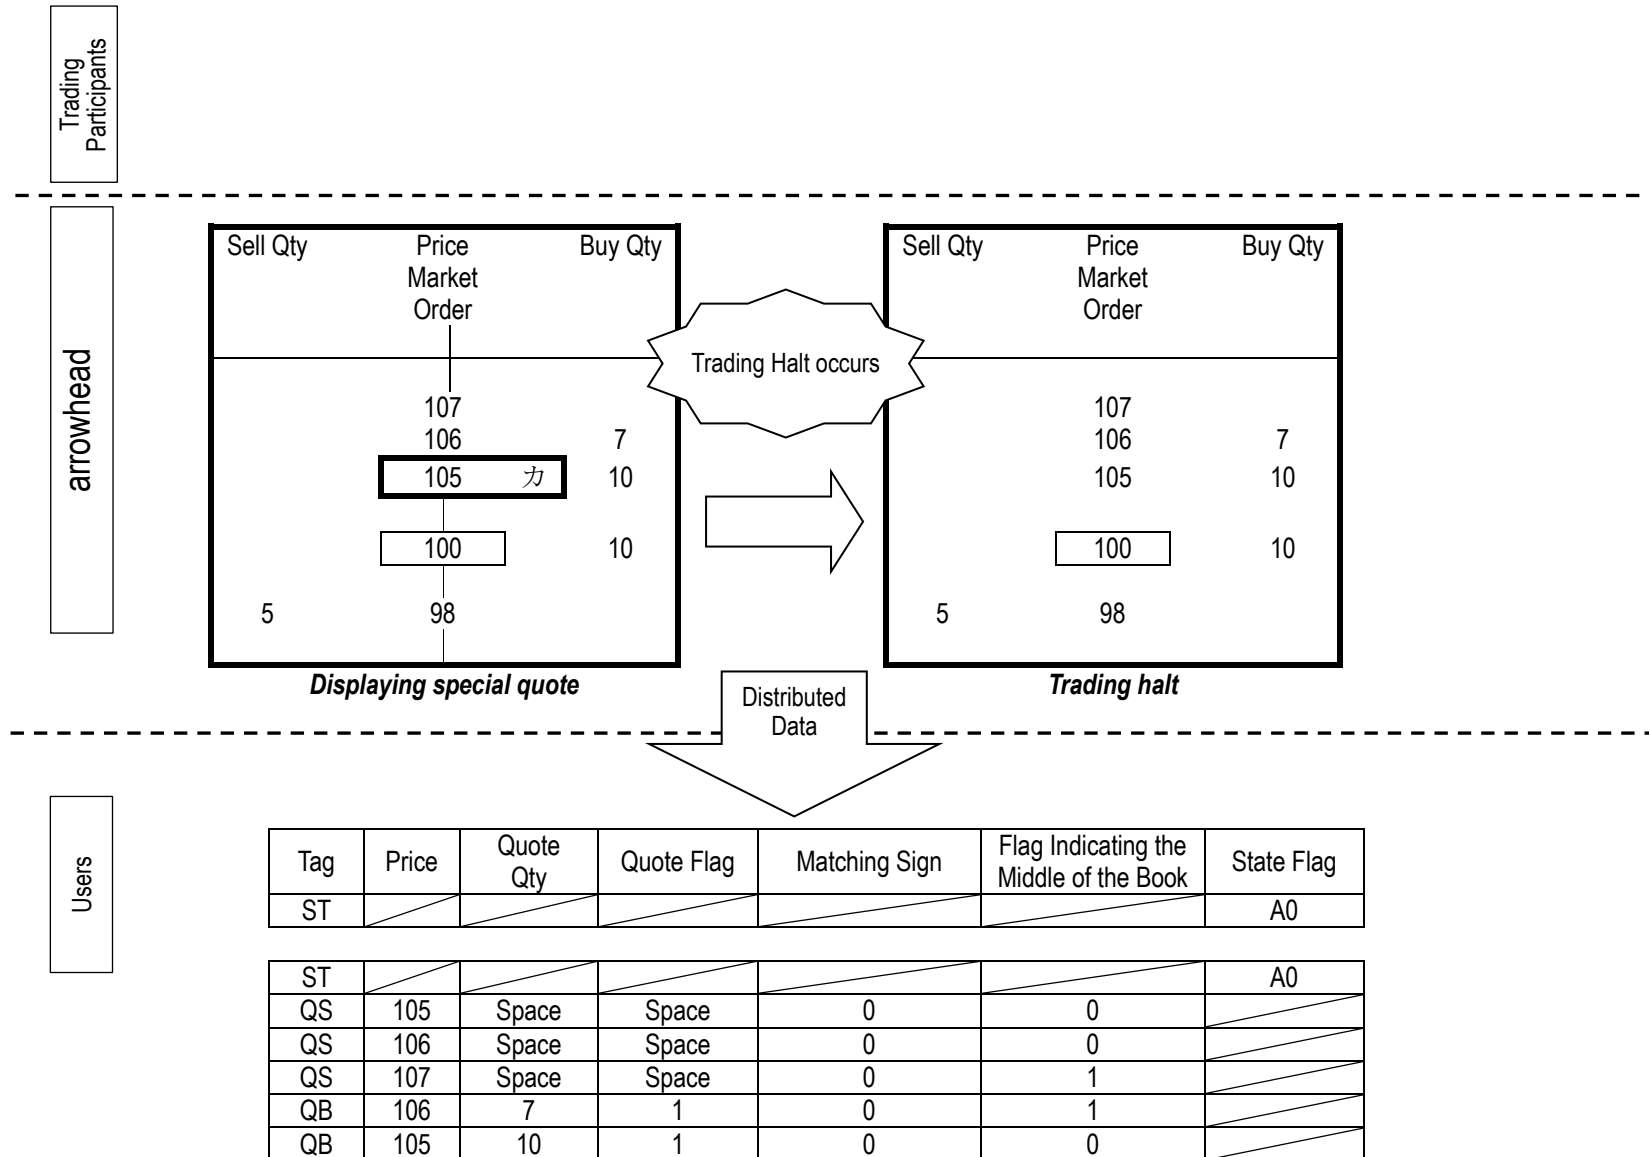 Trading
Participants
arrowhead
Sell Qty Price Buy Qty
Market
Order
107
106 7
105 カ 10
100 10
5 98
Displaying special quote
Trading Halt occurs
Sell Qty Price Buy Qty
Market
Order
107
106 7
105 10
100 10
5 98
Trading halt
Distributed
Data
Users
Tag Price Quote Qty Quote Flag Matching Sign Flag Indicating the Middle of the Book State Flag
ST A0
ST A0
QS 105 Space Space 0 0
QS 106 Space Space 0 0
QS 107 Space Space 0 1
QB 106 7 1 0 1
QB 105 10 1 0 0